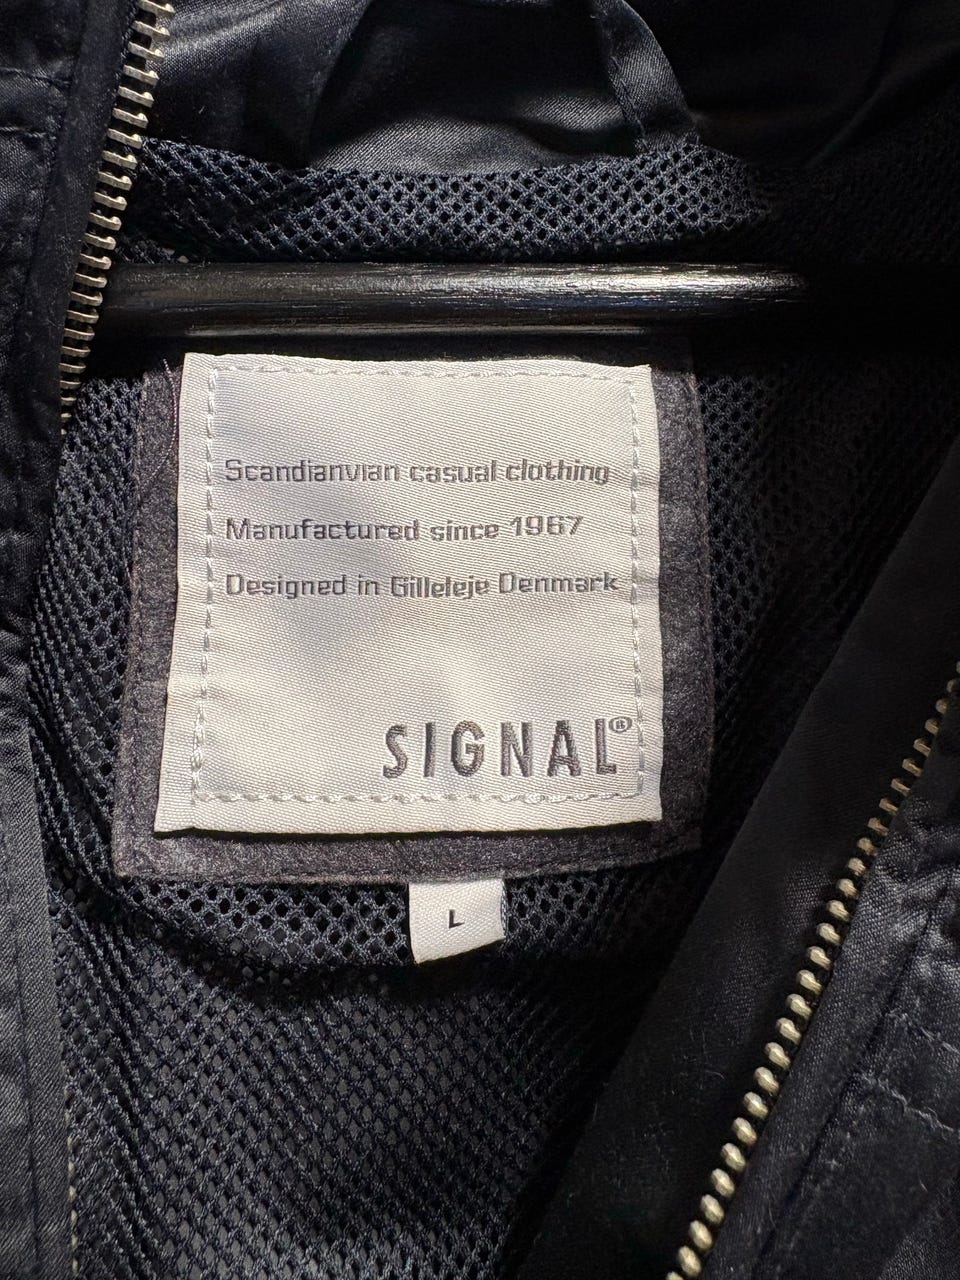 Scandianvian casual clothing
Manufactured since 1967
Designed in Gilleleje Denmark
SIGNAL®
L